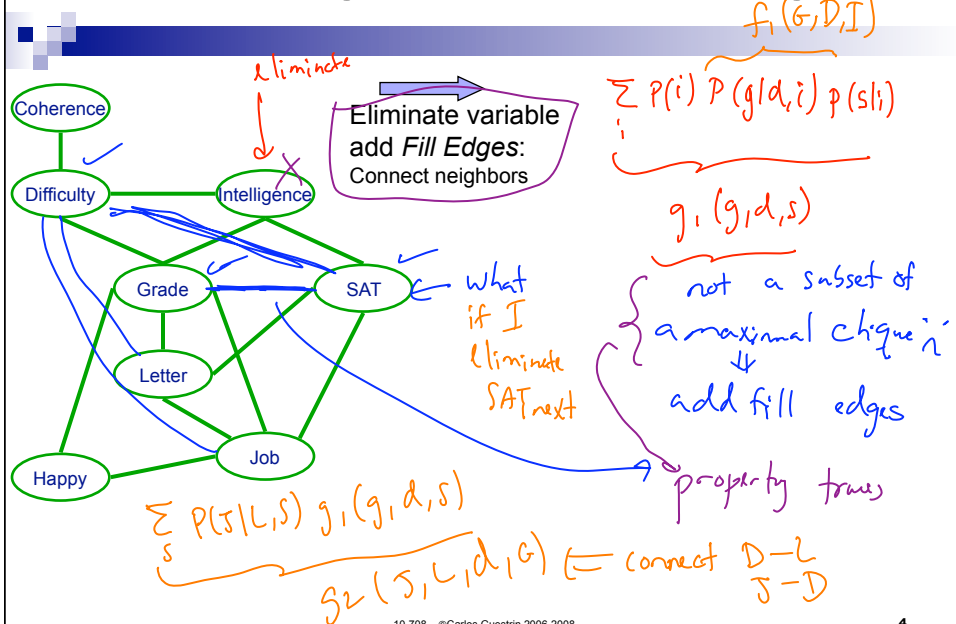 f₁(G,D,I)
eliminate
Eliminate variable
add Fill Edges:
Connect neighbors
Σ P(i) P(g|d,i) p(s|i)
i
g₁(g,d,s)
Coherence
Difficulty
Intelligence
Grade
SAT
Letter
Job
Happy
what
if I
eliminate
SAT next
not a subset of
a maximal clique
⇓
add fill edges
property
Σ P(J|L,S) g₁(g,d,s)
S
g₂(J,L,d,G) ⇐ connect D-L
J-D
10-708 – ©Carlos Guestrin 2006-2008
4